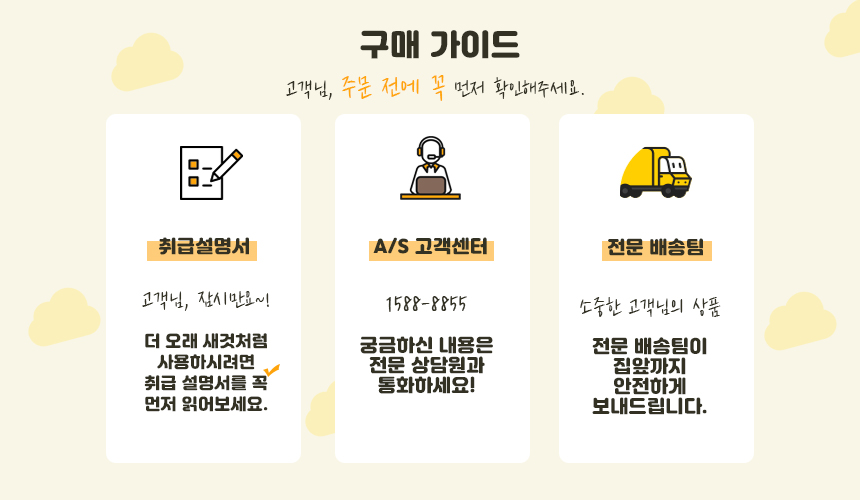 구매 가이드
고객님, 주문 전에 꼭 먼저 확인해주세요.
취급설명서
고객님, 잠시만요~!
더 오래 새것처럼
사용하시려면
취급 설명서를 꼭
먼저 읽어보세요.
A/S 고객센터
1588-8855
궁금하신 내용은
전문 상담원과
통화하세요!
전문 배송팀
소중한 고객님의 상품
전문 배송팀이
집앞까지
안전하게
보내드립니다.